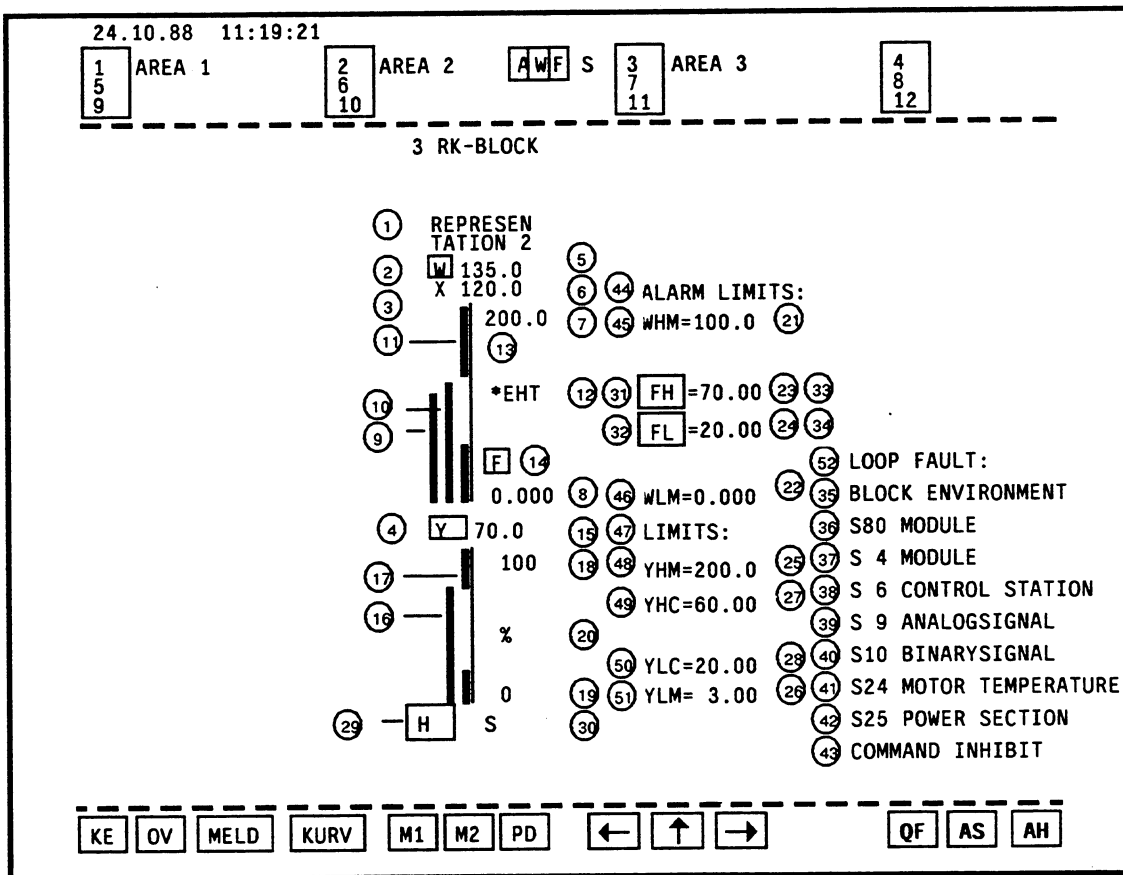 24.10.88 11:19:21
1 AREA 1 2 AREA 2 A W F S 3 AREA 3 4
5 6 7 8
9 10 11 12
3 RK-BLOCK
1 REPRESEN
TATION 2
2 W 135.0 5
X 120.0 6 44 ALARM LIMITS:
3 200.0 7 45 WHM=100.0 21
11 13
*EHT 12 31 FH =70.00 23 33
10
9 32 FL =20.00 24 34
F 14 52 LOOP FAULT:
0.000 8 46 WLM=0.000 22 35 BLOCK ENVIRONMENT
4 Y 70.0 15 47 LIMITS: 36 S80 MODULE
100 18 48 YHM=200.0 25 37 S 4 MODULE
17
49 YHC=60.00 27 38 S 6 CONTROL STATION
16 39 S 9 ANALOGSIGNAL
% 20
50 YLC=20.00 28 40 S10 BINARYSIGNAL
0 19 51 YLM= 3.00 26 41 S24 MOTOR TEMPERATURE
29 H S 30 42 S25 POWER SECTION
43 COMMAND INHIBIT
KE OV MELD KURV M1 M2 PD ← ↑ → QF AS AH